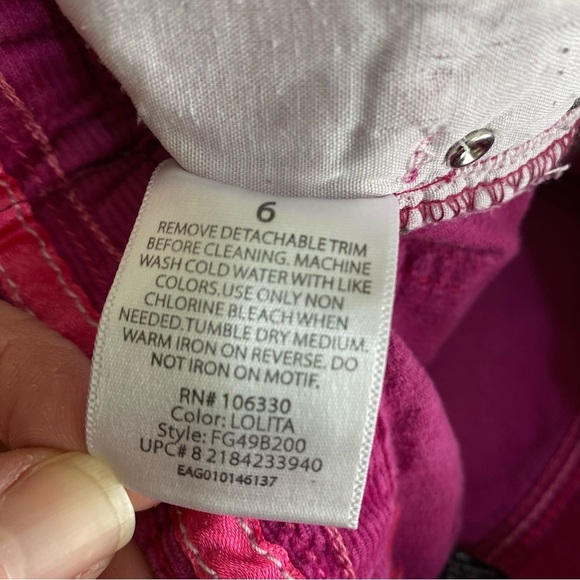 6
REMOVE DETACHABLE TRIM
BEFORE CLEANING. MACHINE
WASH COLD WATER WITH LIKE
COLORS.USE ONLY NON
CHLORINE BLEACH WHEN
NEEDED.TUMBLE DRY MEDIUM.
WARM IRON ON REVERSE. DO
NOT IRON ON MOTIF.
RN# 106330
Color: LOLITA
Style: FG49B200
UPC# 8 2184233940
EAG010146137